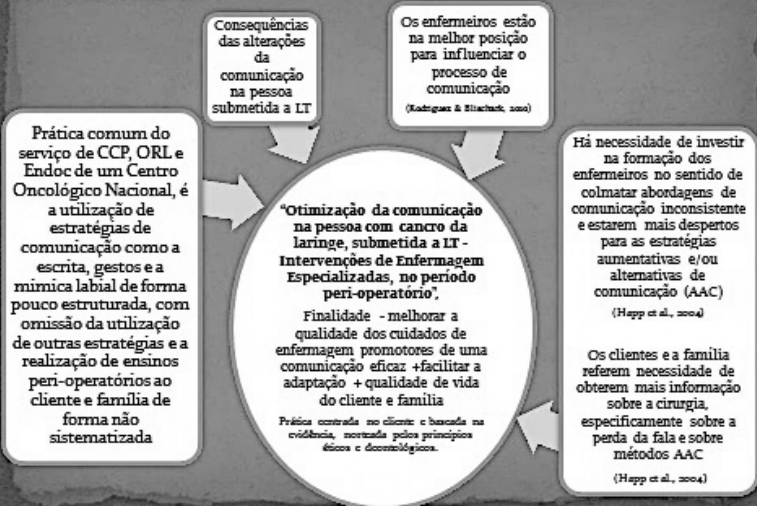 Consequências
das alterações
da
comunicação
na pessoa
submetida a LT
Os enfermeiros estão
na melhor posição
para influenciar o
processo de
comunicação
(Rodriguez & Blischack, 2010)
Prática comum do
serviço de CCP, ORL e
Endoc de um Centro
Oncológico Nacional, é
a utilização de
estratégias de
comunicação como a
escrita, gestos e a
mimica labial de forma
pouco estruturada, com
omissão da utilização
de outras estratégias e a
realização de ensinos
peri-operatórios ao
cliente e família de
forma não
sistematizada
"Otimização da comunicação
na pessoa com cancro da
laringe, submetida a LT -
Intervenções de Enfermagem
Especializadas, no período
peri-operatório",
Finalidade - melhorar a
qualidade dos cuidados de
enfermagem promotores de uma
comunicação eficaz +facilitar a
adaptação + qualidade de vida
do cliente e família
Prática centrada no cliente e baseada na
evidência, norteada pelos princípios
éticos e deontológicos.
Há necessidade de investir
na formação dos
enfermeiros no sentido de
colmatar abordagens de
comunicação inconsistente
e estarem mais despertos
para as estratégias
aumentativas e/ou
alternativas de
comunicação (AAC)
(Happ et al., 2004)
Os clientes e a família
referem necessidade de
obterem mais informação
sobre a cirurgia,
especificamente sobre a
perda da fala e sobre
métodos AAC
(Happ et al., 2004)